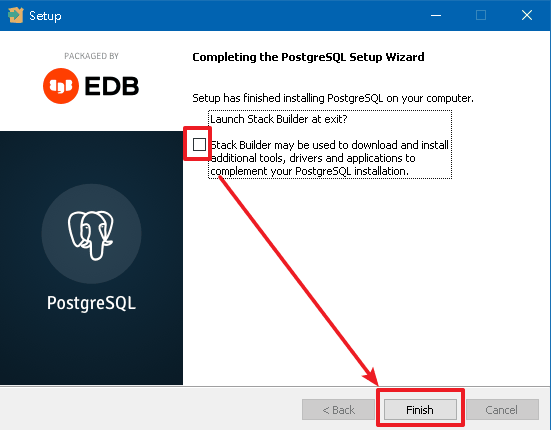 Setup
PACKAGED BY
EDB
Completing the PostgreSQL Setup Wizard
Setup has finished installing PostgreSQL on your computer.
Launch Stack Builder at exit?
Stack Builder may be used to download and install
additional tools, drivers and applications to
complement your PostgreSQL installation.
PostgreSQL
< Back
Finish
Cancel